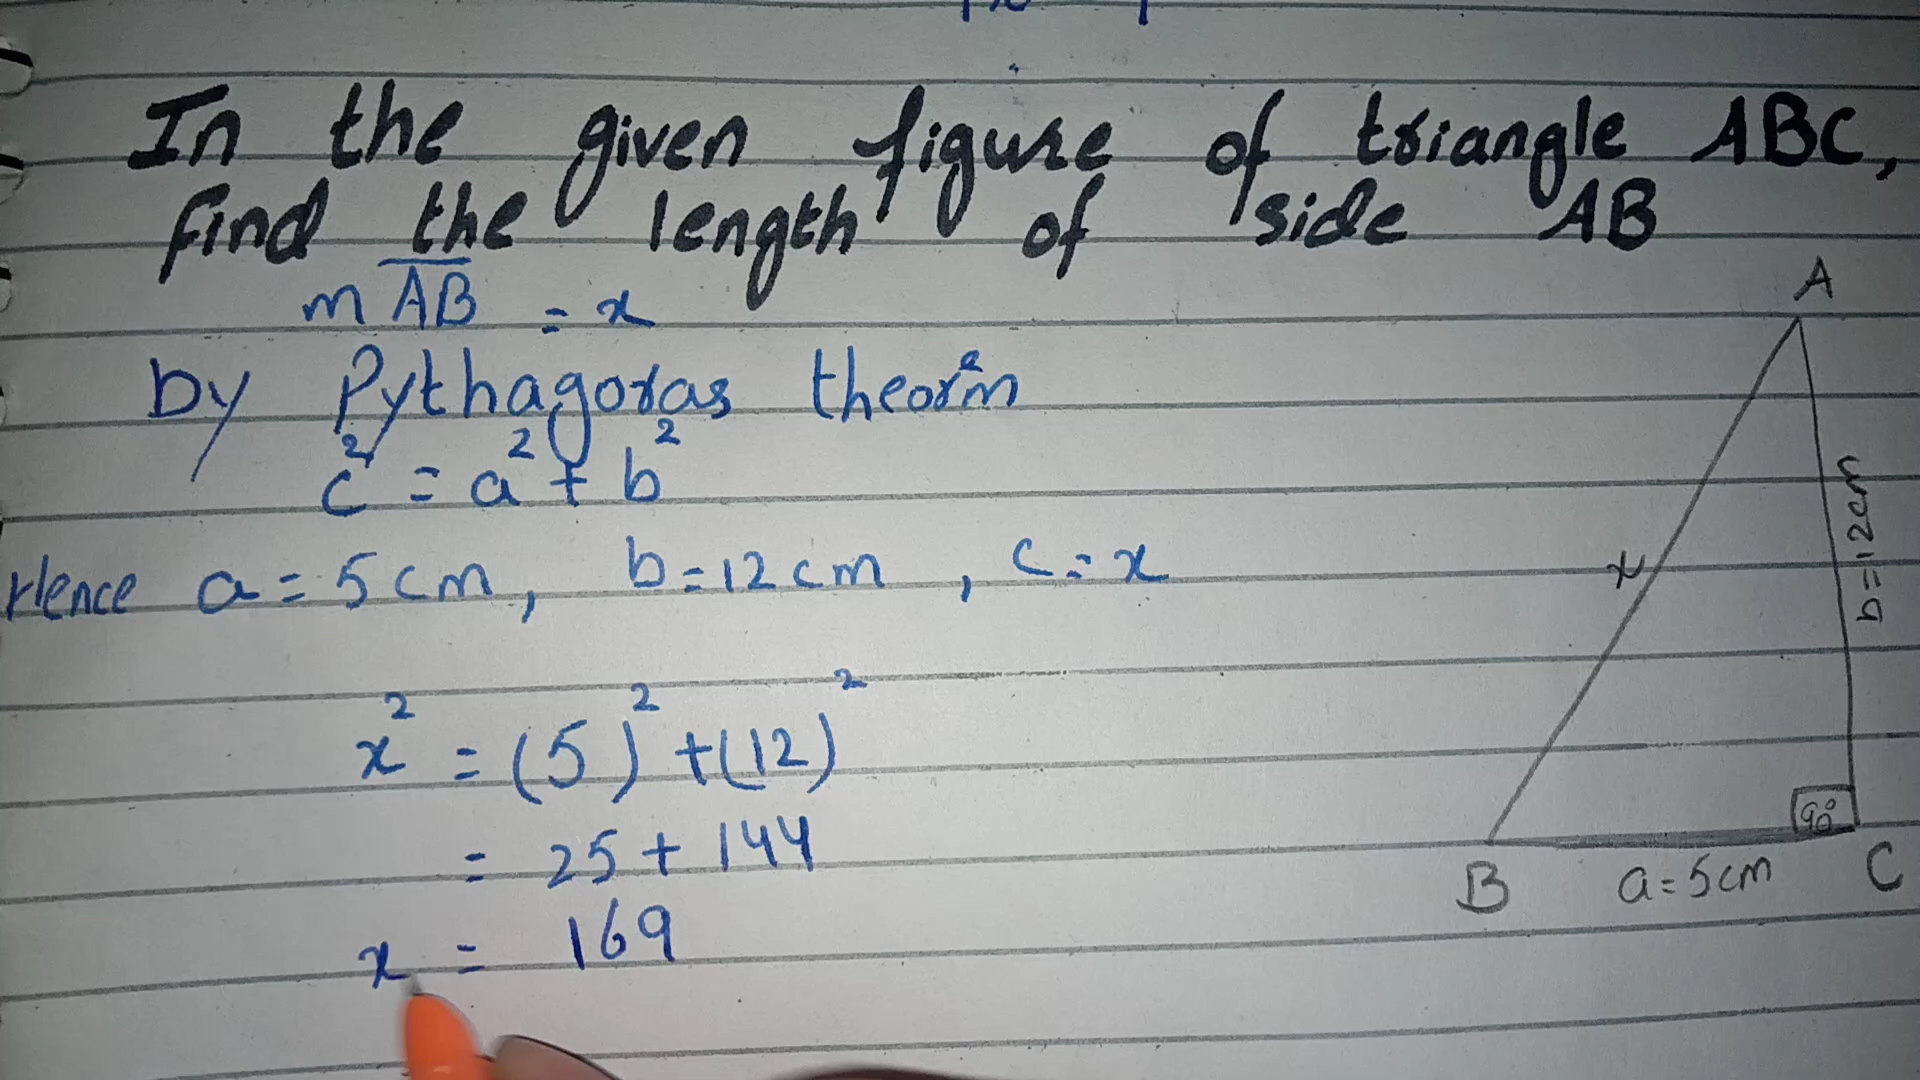 In the given figure of triangle ABC,
find the length of side AB
m AB = x
by Pythagoras theorem
c² = a² + b²
Hence a = 5cm, b = 12cm, c = x
x² = (5)² + (12)²
= 25 + 144
x = 169
A
x
b = 12cm
90°
B
a = 5cm
C